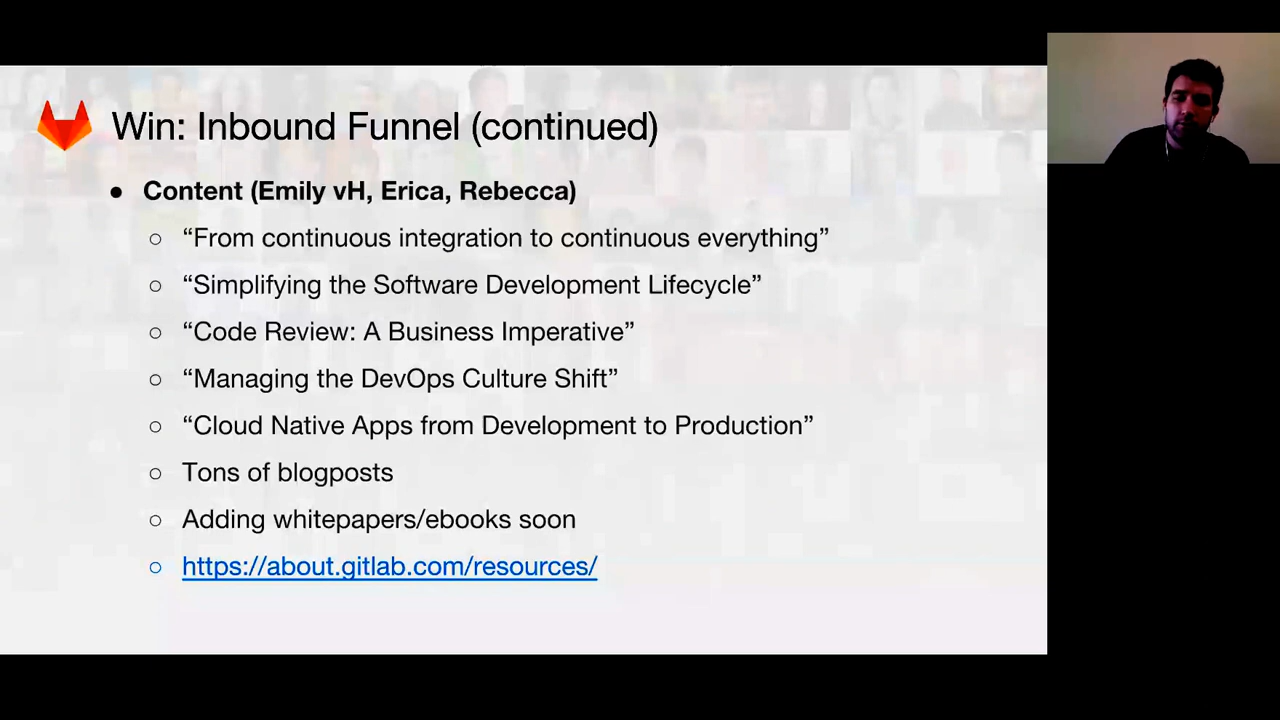 Win: Inbound Funnel (continued)
● Content (Emily vH, Erica, Rebecca)
○ “From continuous integration to continuous everything”
○ “Simplifying the Software Development Lifecycle”
○ “Code Review: A Business Imperative”
○ “Managing the DevOps Culture Shift”
○ “Cloud Native Apps from Development to Production”
○ Tons of blogposts
○ Adding whitepapers/ebooks soon
○ https://about.gitlab.com/resources/